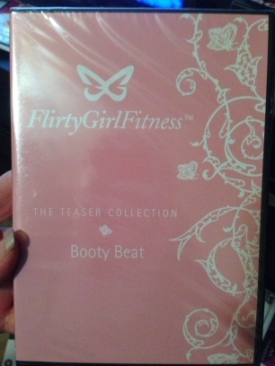 FlirtyGirlFitness™
THE TEASER COLLECTION
Booty Beat